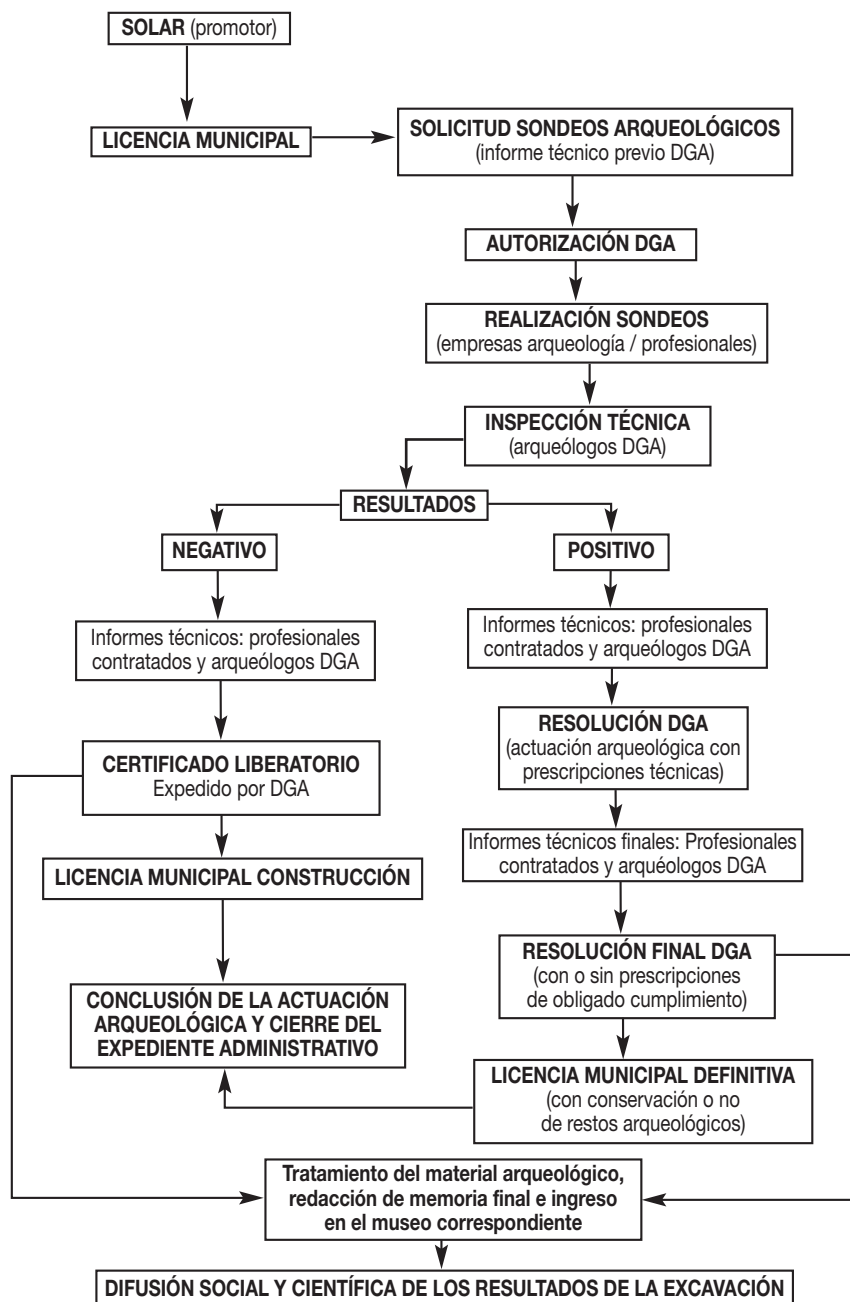 SOLAR (promotor)
LICENCIA MUNICIPAL
SOLICITUD SONDEOS ARQUEOLÓGICOS
(informe técnico previo DGA)
AUTORIZACIÓN DGA
REALIZACIÓN SONDEOS
(empresas arqueología / profesionales)
INSPECCIÓN TÉCNICA
(arqueólogos DGA)
RESULTADOS
NEGATIVO
Informes técnicos: profesionales
contratados y arqueólogos DGA
CERTIFICADO LIBERATORIO
Expedido por DGA
LICENCIA MUNICIPAL CONSTRUCCIÓN
CONCLUSIÓN DE LA ACTUACIÓN
ARQUEOLÓGICA Y CIERRE DEL
EXPEDIENTE ADMINISTRATIVO
POSITIVO
Informes técnicos: profesionales
contratados y arqueólogos DGA
RESOLUCIÓN DGA
(actuación arqueológica con
prescripciones técnicas)
Informes técnicos finales: Profesionales
contratados y arquéologos DGA
RESOLUCIÓN FINAL DGA
(con o sin prescripciones
de obligado cumplimiento)
LICENCIA MUNICIPAL DEFINITIVA
(con conservación o no
de restos arqueológicos)
Tratamiento del material arqueológico,
redacción de memoria final e ingreso
en el museo correspondiente
DIFUSIÓN SOCIAL Y CIENTÍFICA DE LOS RESULTADOS DE LA EXCAVACIÓN